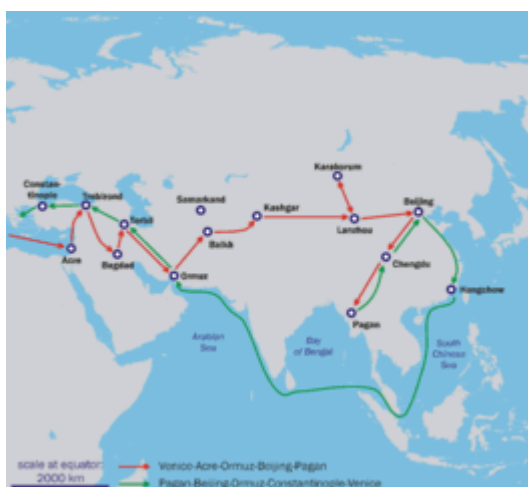 Constan-
tinople
Trebizond
Karakorum
Samarkand
Kashgar
Lanzhou
Beijing
Balkh
Acre
Bagdad
Ormuz
Chengdu
Hangchow
Pagan
Arabian
Sea
Bay
of Bengal
South
Chinese
Sea
scale at equator:
2000 km
Venice-Acre-Ormuz-Beijing-Pagan
Pagan-Beijing-Ormuz-Constantinople-Venice